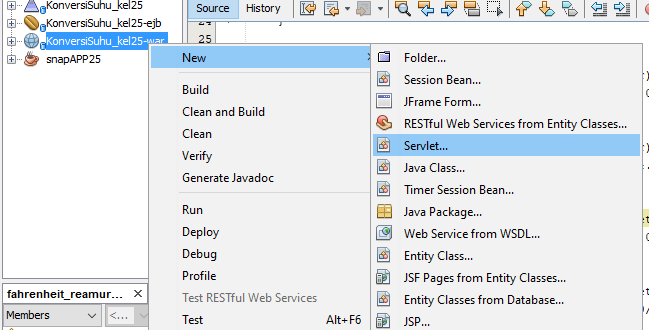 KonversiSuhu_kel25
KonversiSuhu_kel25-ejb
KonversiSuhu_kel25-war
snapAPP25
Source
History
24
25
New
Build
Clean and Build
Clean
Verify
Generate Javadoc
Run
Deploy
Debug
Profile
Test RESTful Web Services
Test Alt+F6
Folder...
Session Bean...
JFrame Form...
RESTful Web Services from Entity Classes...
Servlet...
Java Class...
Timer Session Bean...
Java Package...
Web Service from WSDL...
Entity Class...
JSF Pages from Entity Classes...
Entity Classes from Database...
JSP...
fahrenheit_reamur...
Members
<...